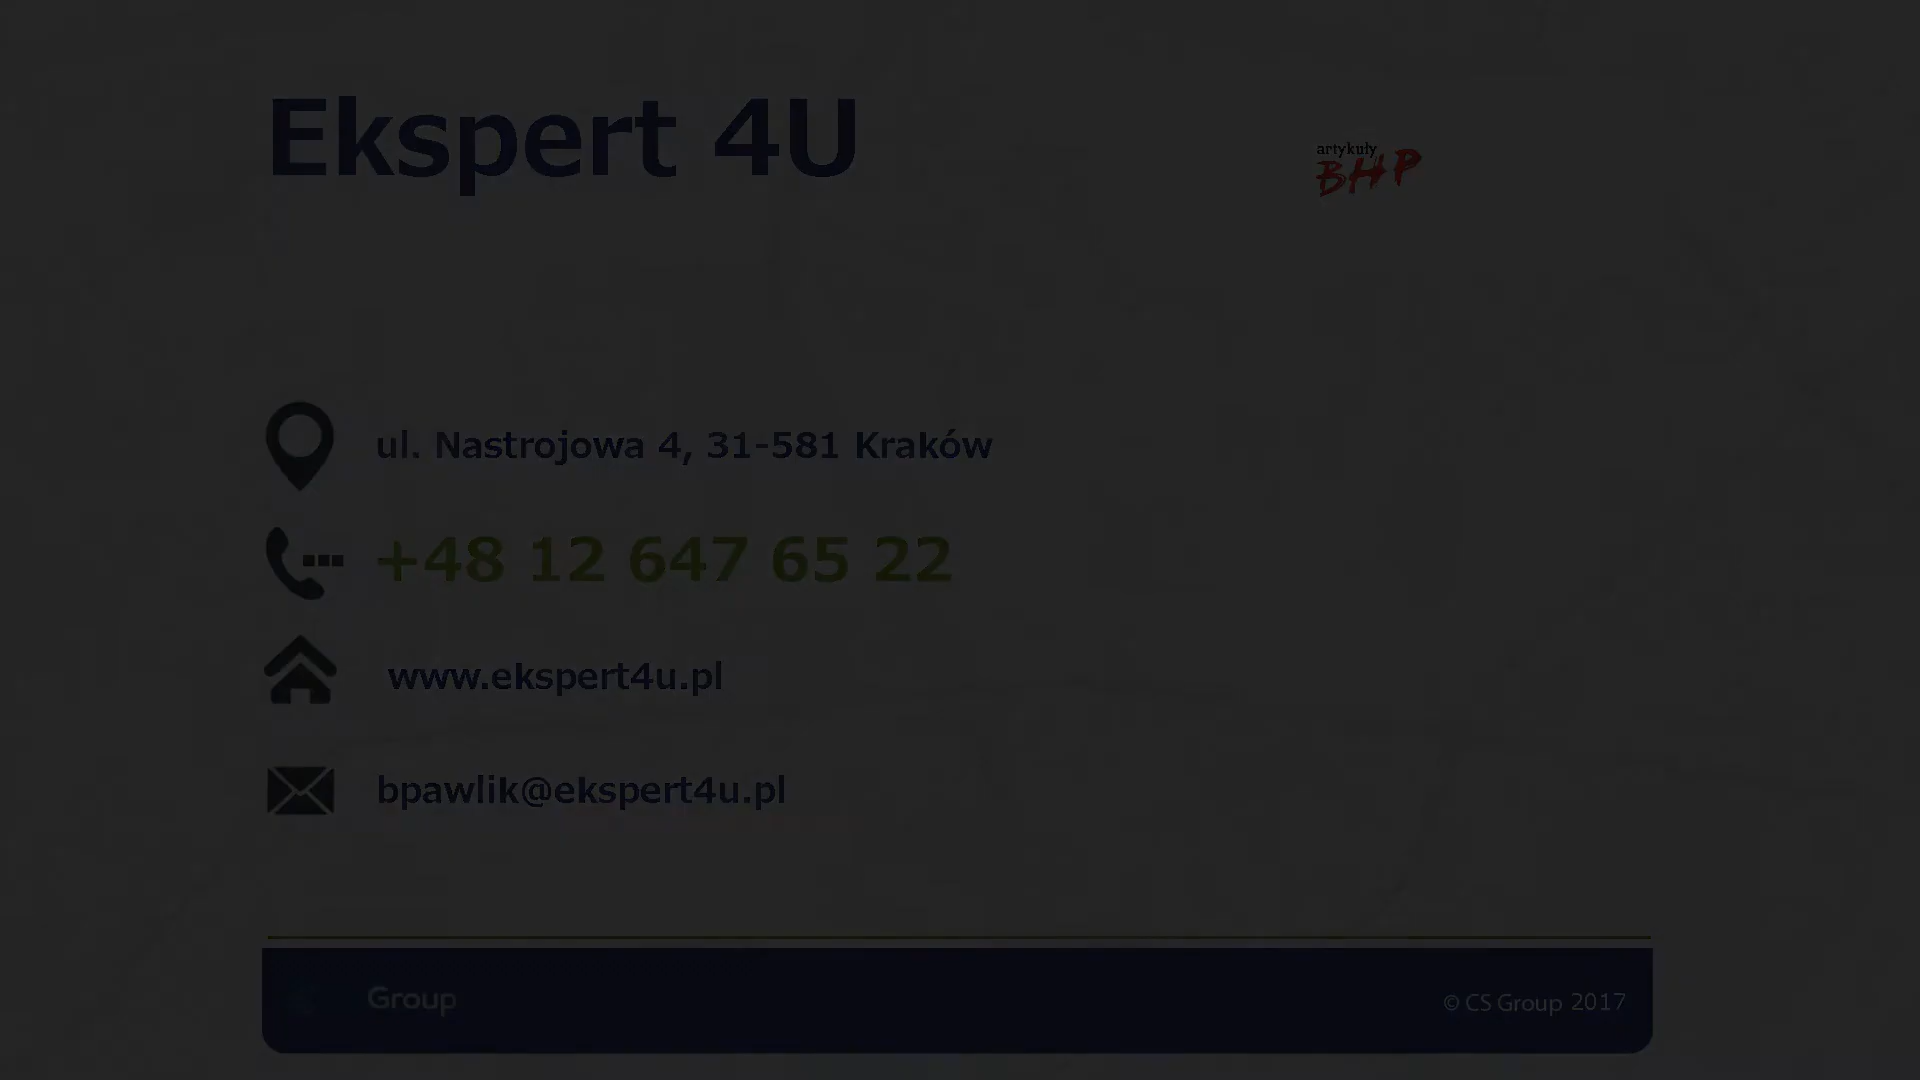 Ekspert 4U
artykuły
BHP
ul. Nastrojowa 4, 31-581 Kraków
+48 12 647 65 22
www.ekspert4u.pl
bpawlik@ekspert4u.pl
Group
© CS Group 2017